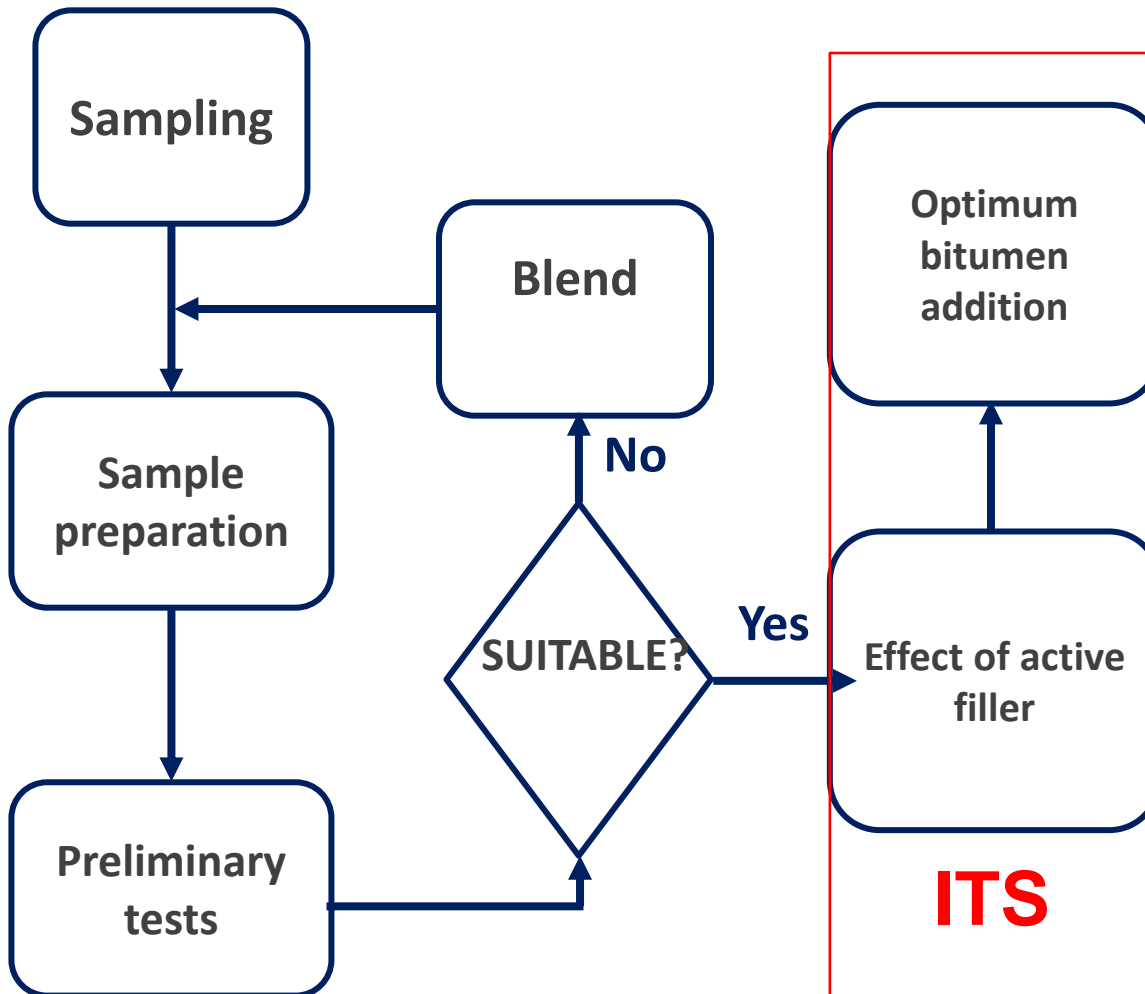 Sampling
Blend
Optimum
bitumen
addition
Sample
preparation
No
SUITABLE?
Yes
Effect of active
filler
Preliminary
tests
ITS